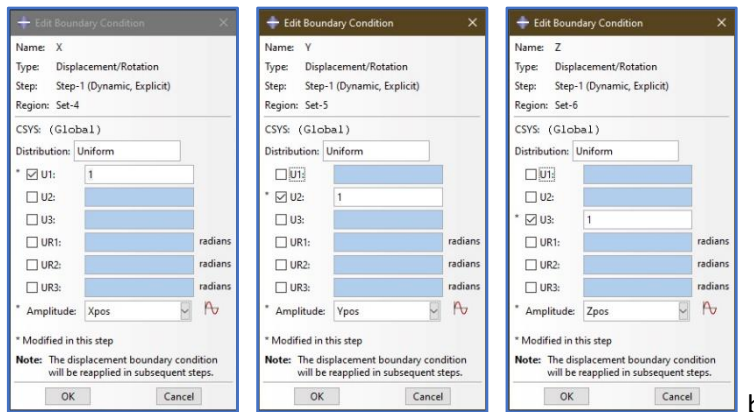 Edit Boundary Condition ×
Name: X
Type: Displacement/Rotation
Step: Step-1 (Dynamic, Explicit)
Region: Set-4
CSYS: (Global)
Distribution: Uniform
* U1: 1
U2:
U3:
UR1: radians
UR2: radians
UR3: radians
* Amplitude: Xpos
* Modified in this step
Note: The displacement boundary condition
will be reapplied in subsequent steps.
OK Cancel
Edit Boundary Condition ×
Name: Y
Type: Displacement/Rotation
Step: Step-1 (Dynamic, Explicit)
Region: Set-5
CSYS: (Global)
Distribution: Uniform
U1:
* U2: 1
U3:
UR1: radians
UR2: radians
UR3: radians
* Amplitude: Ypos
* Modified in this step
Note: The displacement boundary condition
will be reapplied in subsequent steps.
OK Cancel
Edit Boundary Condition ×
Name: Z
Type: Displacement/Rotation
Step: Step-1 (Dynamic, Explicit)
Region: Set-6
CSYS: (Global)
Distribution: Uniform
U1:
U2:
* U3: 1
UR1: radians
UR2: radians
UR3: radians
* Amplitude: Zpos
* Modified in this step
Note: The displacement boundary condition
will be reapplied in subsequent steps.
OK Cancel